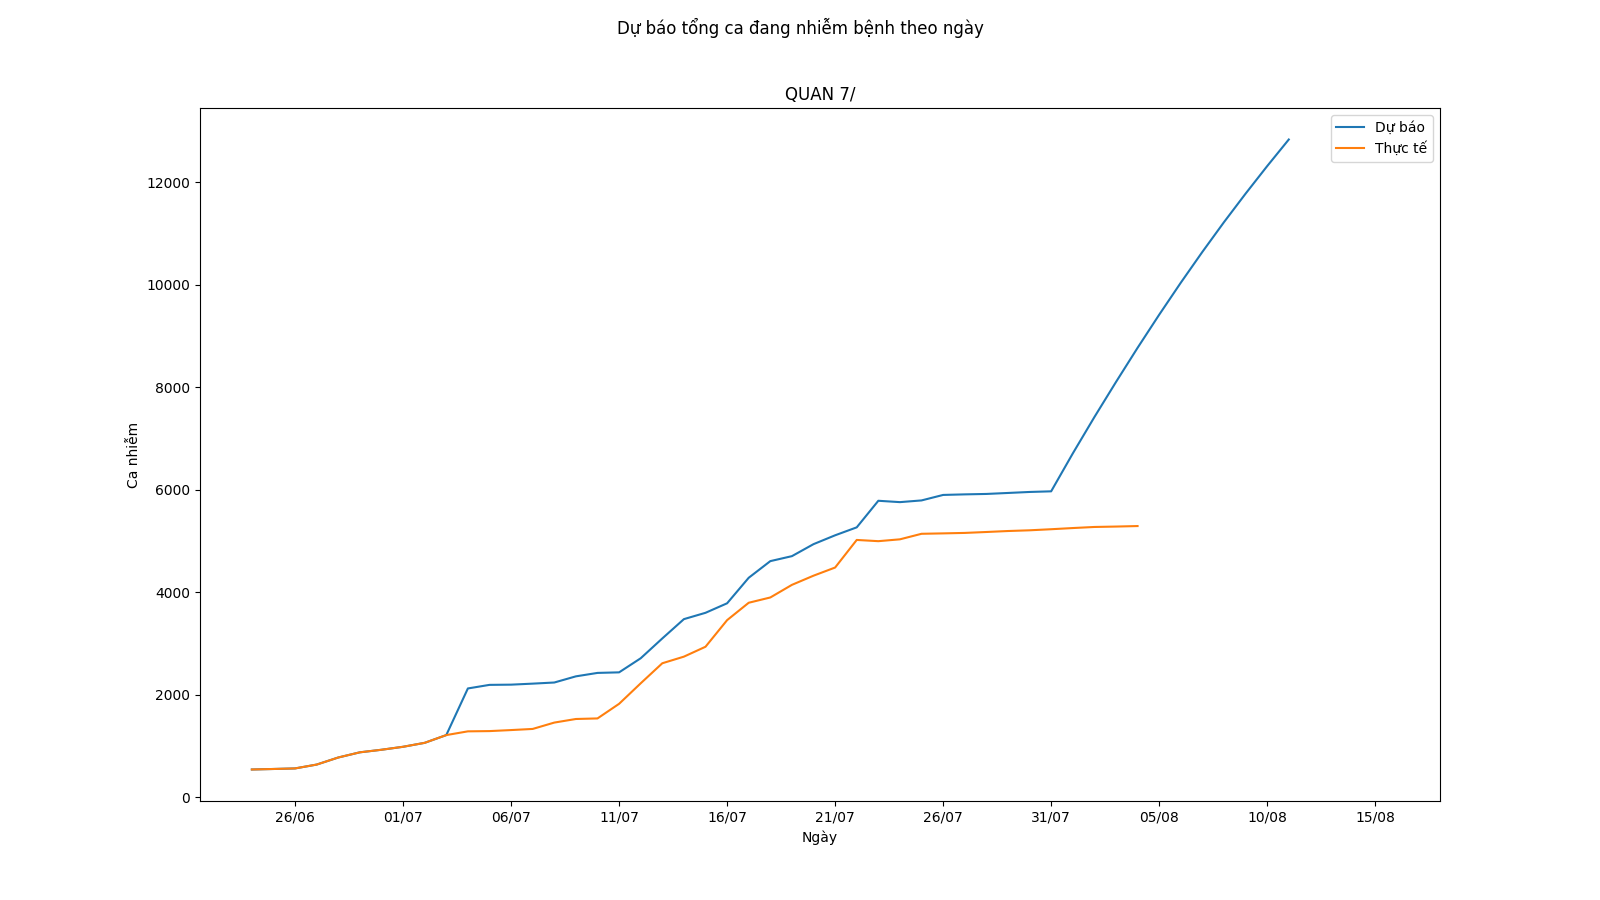 Dự báo tổng ca đang nhiễm bệnh theo ngày
QUAN 7/
Dự báo
Thực tế
12000
10000
8000
6000
4000
2000
0
Ca nhiễm
26/06 01/07 06/07 11/07 16/07 21/07 26/07 31/07 05/08 10/08 15/08
Ngày